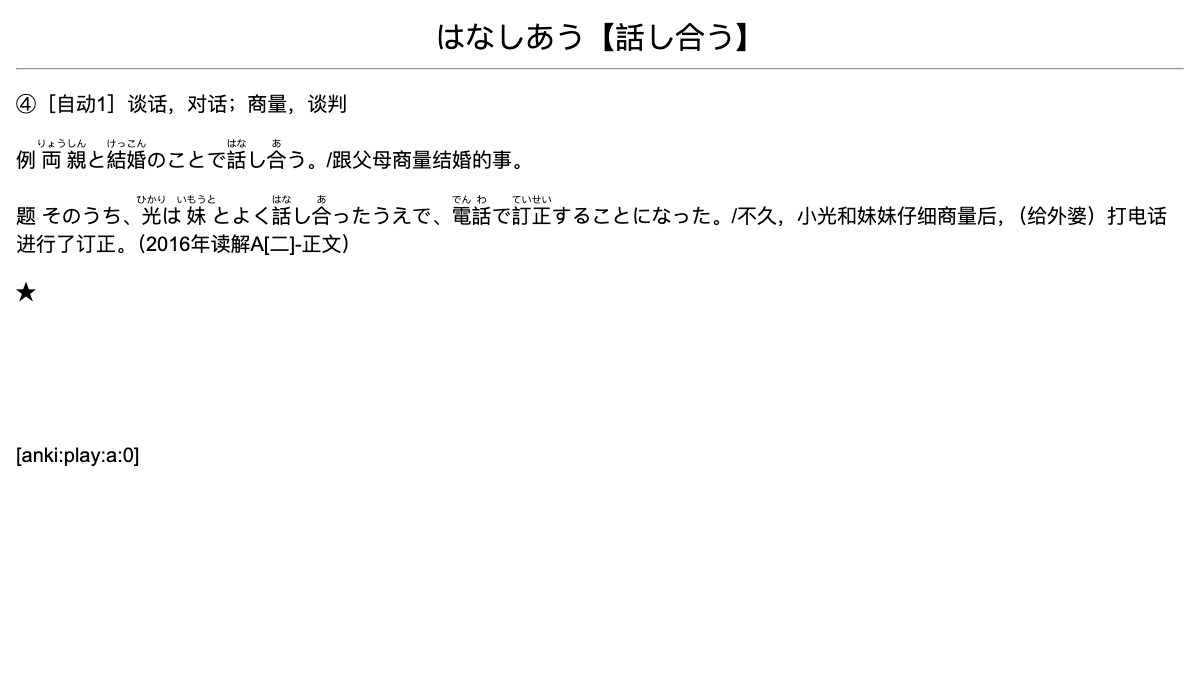 はなしあう【話し合う】
④［自动1］谈话，对话；商量，谈判
りょうしん けっこん はな あ
例 両親と結婚のことで話し合う。/跟父母商量结婚的事。
ひかり いもうと はな あ でんわ ていせい
题 そのうち、光は妹とよく話し合ったうえで、電話で訂正することになった。/不久，小光和妹妹仔细商量后，（给外婆）打电话
进行了订正。（2016年读解A[二]-正文）
★
[anki:play:a:0]